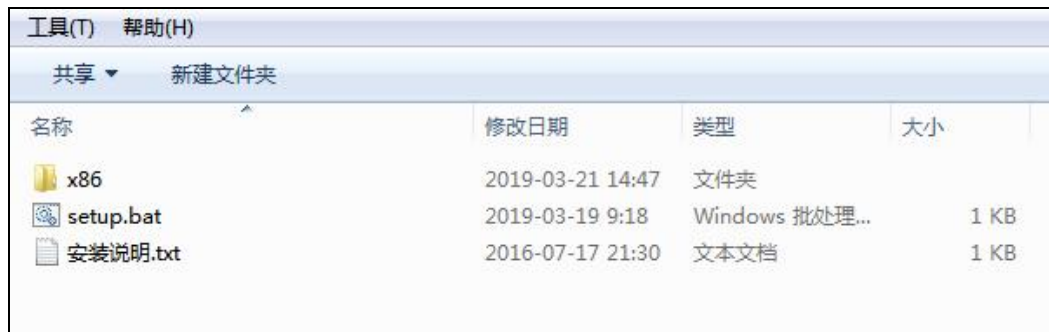 工具(T) 帮助(H)
共享 新建文件夹
名称 修改日期 类型 大小
x86 2019-03-21 14:47 文件夹
setup.bat 2019-03-19 9:18 Windows 批处理... 1 KB
安装说明.txt 2016-07-17 21:30 文本文档 1 KB